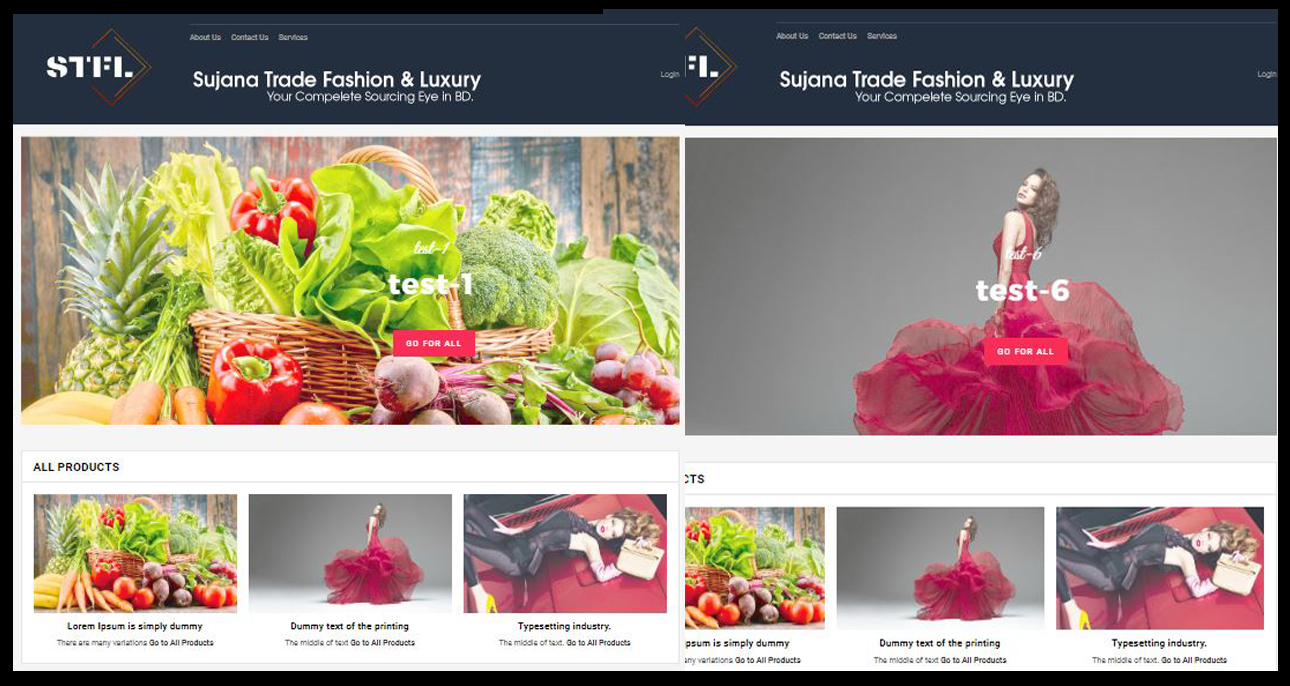 About Us Contact Us Services
STFL
Sujana Trade Fashion & Luxury
Your Compelete Sourcing Eye in BD.
Login
test-1
test-1
GO FOR ALL
ALL PRODUCTS
Lorem Ipsum is simply dummy
There are many variations Go to All Products
Dummy text of the printing
The middle of text Go to All Products
Typesetting industry.
The middle of text. Go to All Products
About Us Contact Us Services
FL
Sujana Trade Fashion & Luxury
Your Compelete Sourcing Eye in BD.
Login
test-6
test-6
GO FOR ALL
CTS
psum is simply dummy
any variations Go to All Products
Dummy text of the printing
The middle of text Go to All Products
Typesetting industry.
The middle of text. Go to All Products